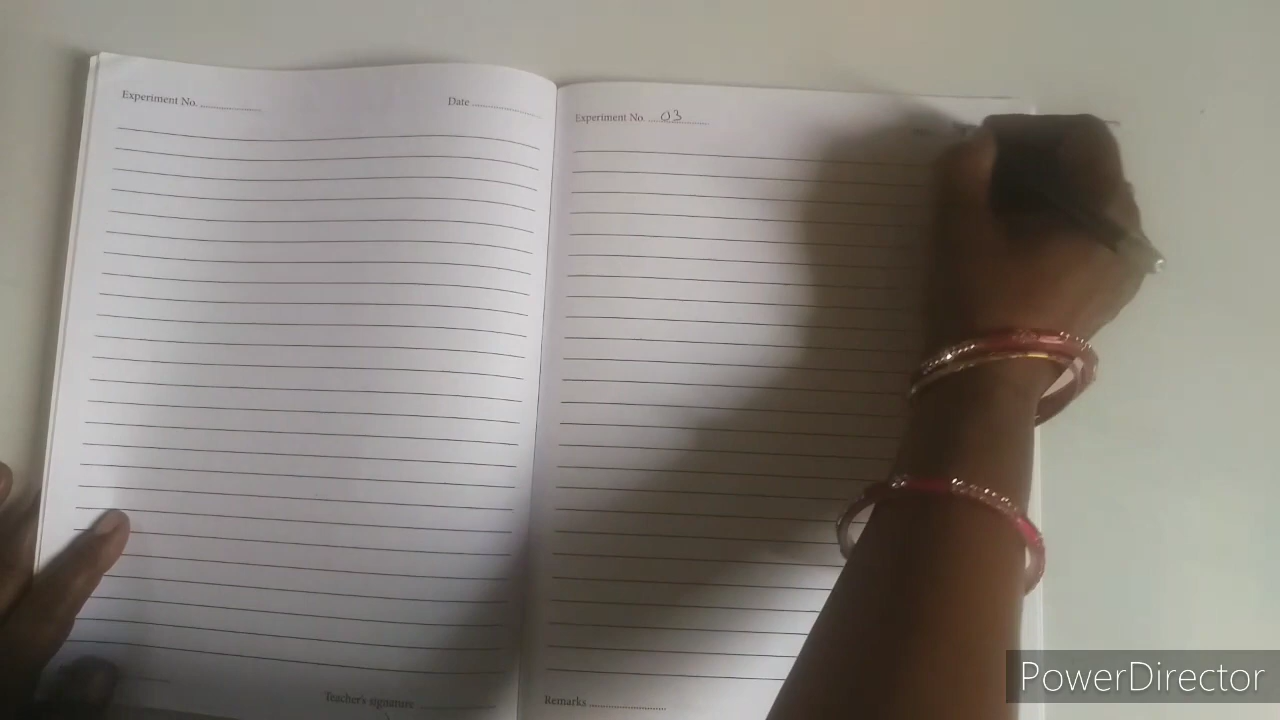 Experiment No. ................ Date ................
Teacher's signature ................
Experiment No. ....03....
Remarks ................
PowerDirector